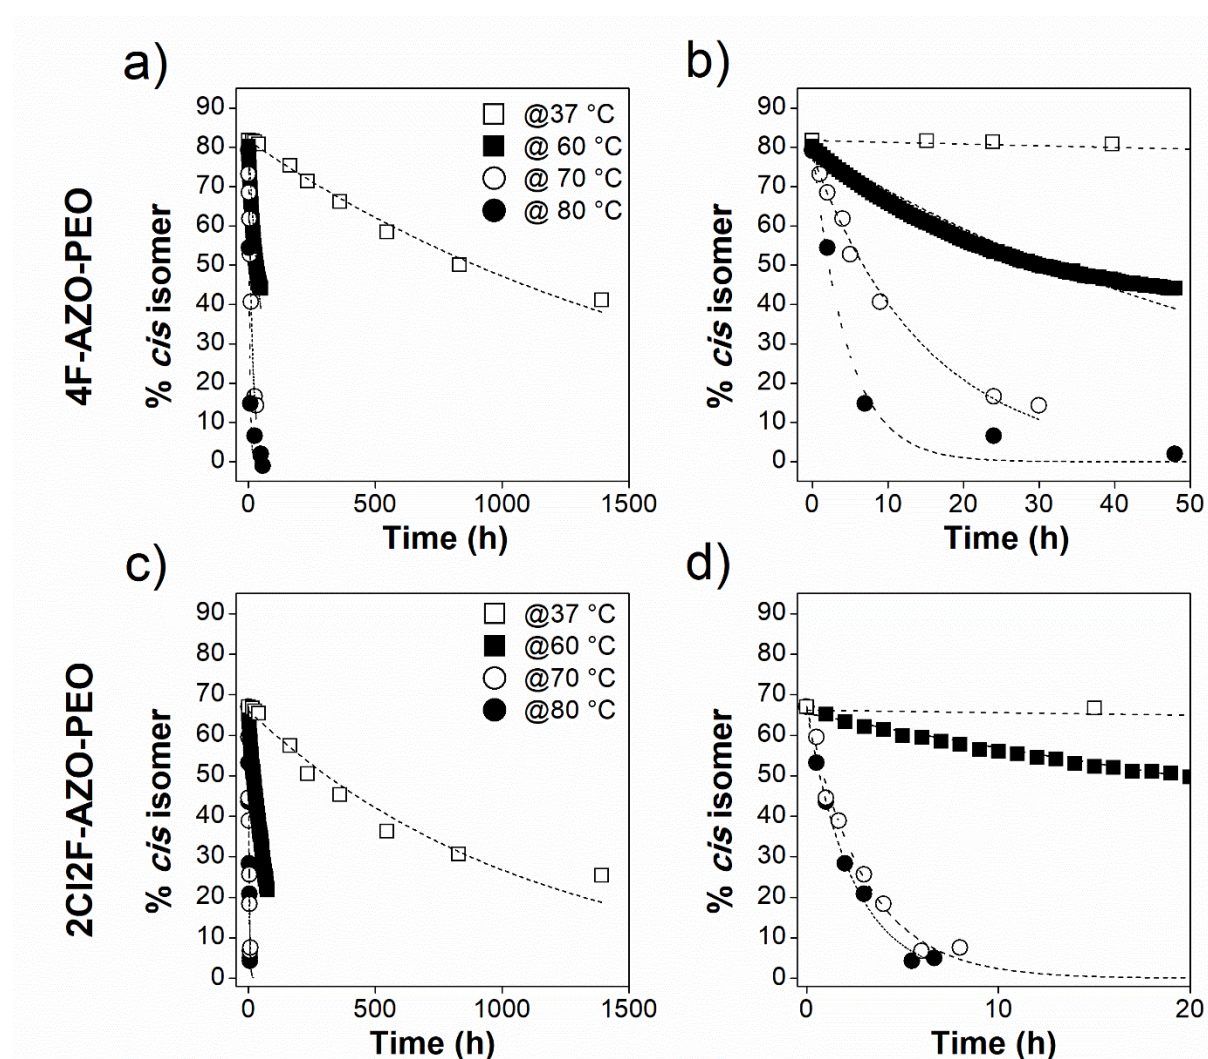 a)
4F-AZO-PEO
% cis isomer
90
80
70
60
50
40
30
20
10
0
@37 °C
@ 60 °C
@ 70 °C
@ 80 °C
0
500
1000
1500
Time (h)
b)
% cis isomer
90
80
70
60
50
40
30
20
10
0
0
10
20
30
40
50
Time (h)
c)
2Cl2F-AZO-PEO
% cis isomer
90
80
70
60
50
40
30
20
10
0
@37 °C
@60 °C
@70 °C
@80 °C
0
500
1000
1500
Time (h)
d)
% cis isomer
90
80
70
60
50
40
30
20
10
0
0
10
20
Time (h)